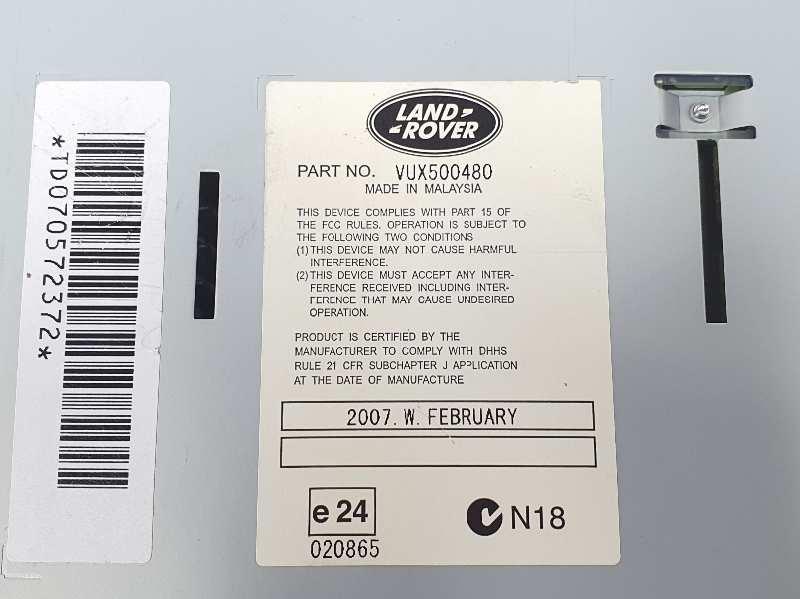 *TD070572372*
LAND-
-ROVER
PART NO. VUX500480
MADE IN MALAYSIA
THIS DEVICE COMPLIES WITH PART 15 OF
THE FCC RULES. OPERATION IS SUBJECT TO
THE FOLLOWING TWO CONDITIONS
(1) THIS DEVICE MAY NOT CAUSE HARMFUL
INTERFERENCE.
(2) THIS DEVICE MUST ACCEPT ANY INTER-
FERENCE RECEIVED INCLUDING INTER-
FERENCE THAT MAY CAUSE UNDESIRED
OPERATION.
PRODUCT IS CERTIFIED BY THE
MANUFACTURER TO COMPLY WITH DHHS
RULE 21 CFR SUBCHAPTER J APPLICATION
AT THE DATE OF MANUFACTURE
2007. W. FEBRUARY
e 24
020865
N18